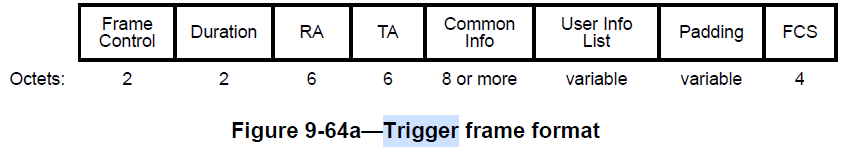 Frame Control Duration RA TA Common Info User Info List Padding FCS
Octets: 2 2 6 6 8 or more variable variable 4
Figure 9-64a—Trigger frame format